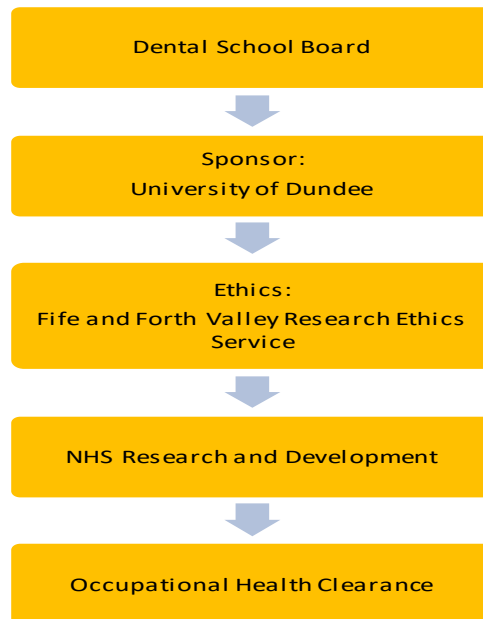 Dental School Board
Sponsor:
University of Dundee
Ethics:
Fife and Forth Valley Research Ethics
Service
NHS Research and Development
Occupational Health Clearance